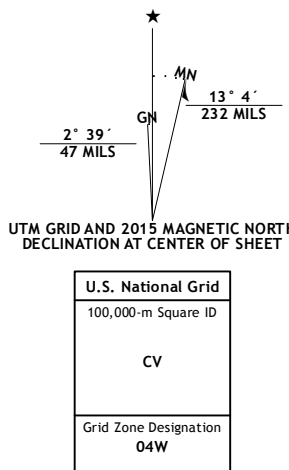 ★
MN
GN
13° 4´
232 MILS
2° 39´
47 MILS
UTM GRID AND 2015 MAGNETIC NORTH
DECLINATION AT CENTER OF SHEET
U.S. National Grid
100,000-m Square ID
CV
Grid Zone Designation
04W